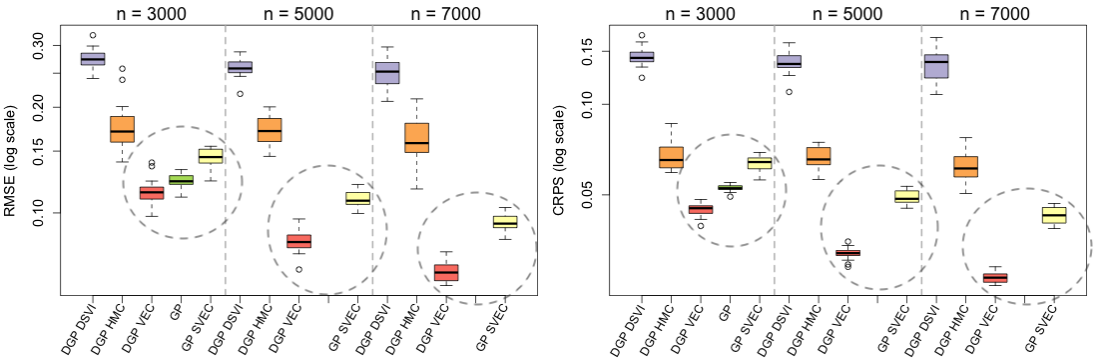 n = 3000 n = 5000 n = 7000
RMSE (log scale)
0.30
0.20
0.15
0.10
DGP DSVI DGP HMC DGP VEC GP GP SVEC DGP DSVI DGP HMC DGP VEC GP SVEC DGP DSVI DGP HMC DGP VEC GP SVEC
n = 3000 n = 5000 n = 7000
CRPS (log scale)
0.15
0.10
0.05
DGP DSVI DGP HMC DGP VEC GP GP SVEC DGP DSVI DGP HMC DGP VEC GP SVEC DGP DSVI DGP HMC DGP VEC GP SVEC